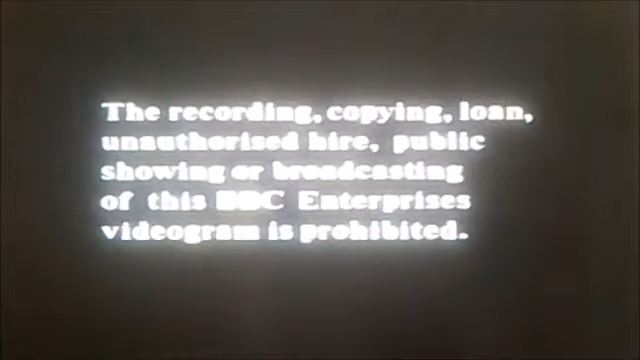 The recording, copying, loan,
unauthorised hire, public
showing or broadcasting
of this BBC Enterprises
videogram is prohibited.